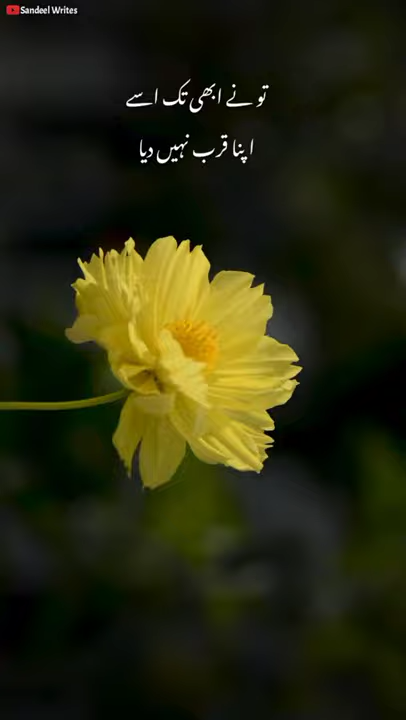 Sandeel Writes
تو نے ابھی تک اسے
اپنا قرب نہیں دیا